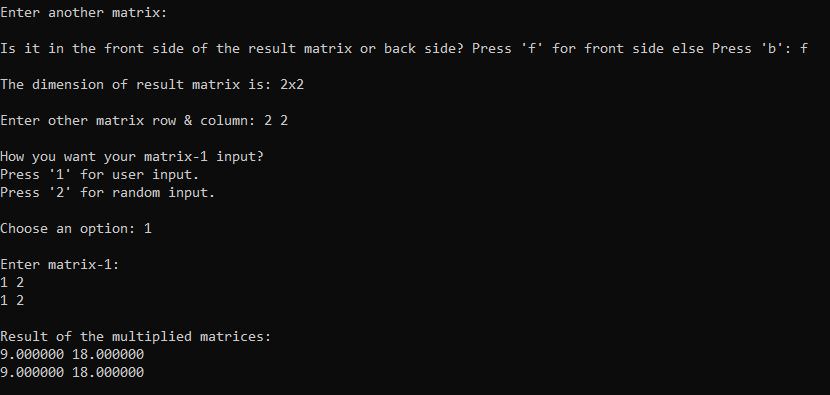 Enter another matrix:
Is it in the front side of the result matrix or back side? Press 'f' for front side else Press 'b': f
The dimension of result matrix is: 2x2
Enter other matrix row & column: 2 2
How you want your matrix-1 input?
Press '1' for user input.
Press '2' for random input.
Choose an option: 1
Enter matrix-1:
1 2
1 2
Result of the multiplied matrices:
9.000000 18.000000
9.000000 18.000000